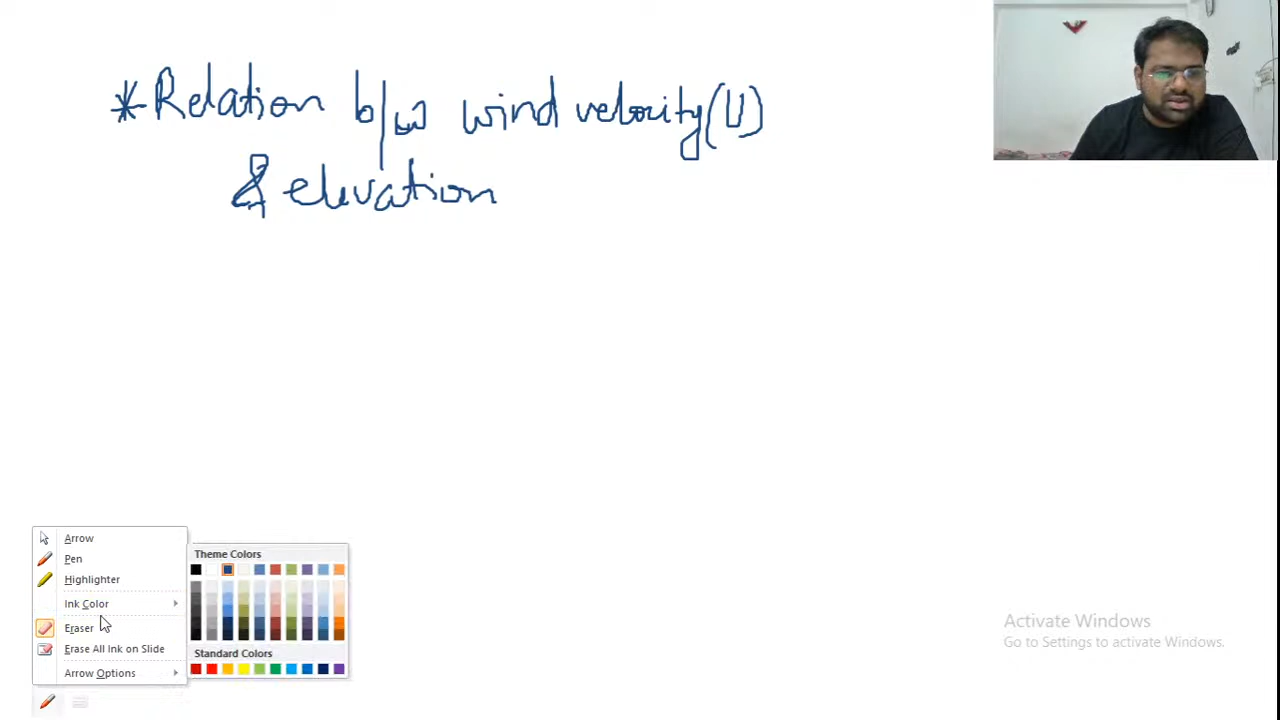 * Relation b/w wind velocity (U)
& elevation
Arrow
Pen
Highlighter
Ink Color
Eraser
Erase All Ink on Slide
Arrow Options
Theme Colors
Standard Colors
Activate Windows
Go to Settings to activate Windows.